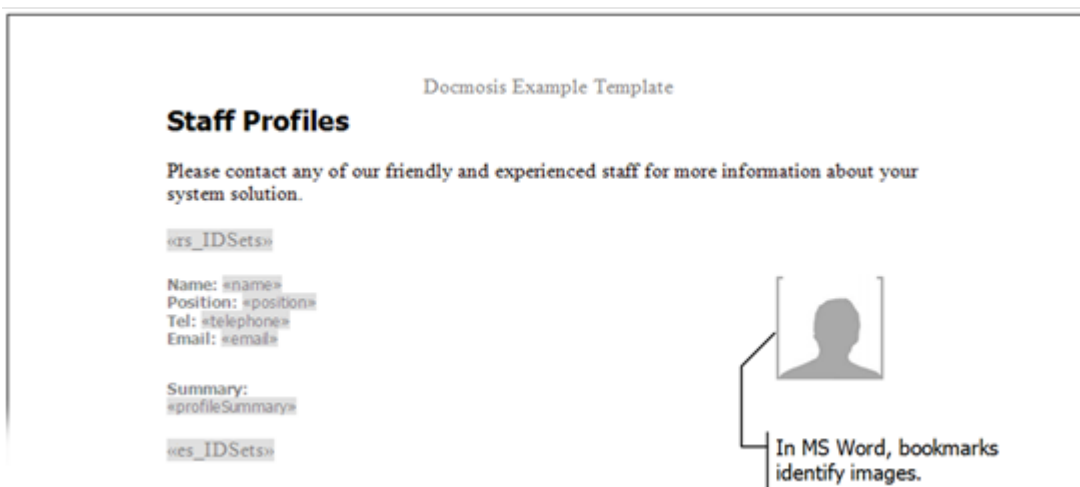 Docmosis Example Template
Staff Profiles
Please contact any of our friendly and experienced staff for more information about your
system solution.
«rs_IDSets»
Name: «name»
Position: «position»
Tel: «telephone»
Email: «email»
Summary:
«profileSummary»
«es_IDSets»
In MS Word, bookmarks
identify images.